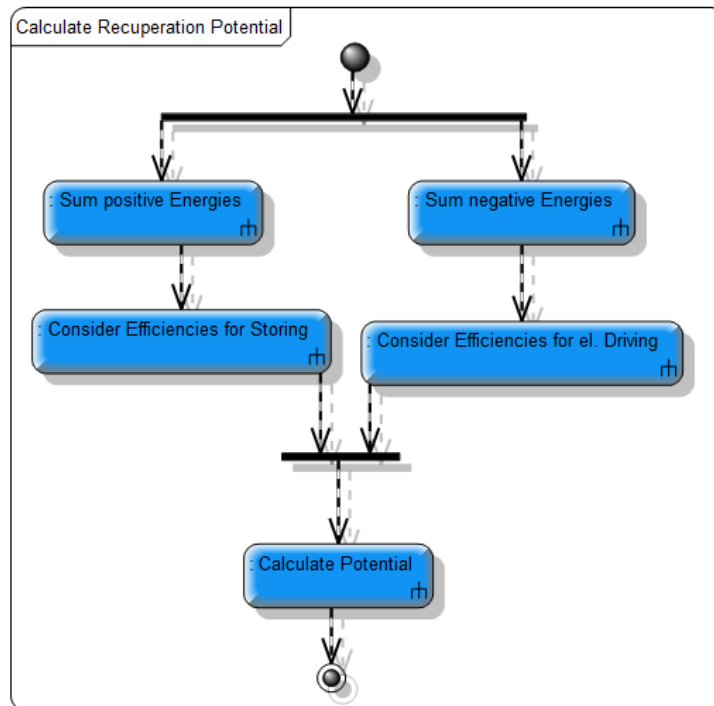 Calculate Recuperation Potential
: Sum positive Energies
: Sum negative Energies
: Consider Efficiencies for Storing
: Consider Efficiencies for el. Driving
: Calculate Potential